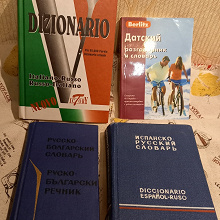 DIZIONARIO
Italiano-Russo
Russo-Italiano
Berlitz
Датский
разговорник
и словарь
РУССКО-
БОЛГАРСКИЙ
СЛОВАРЬ
РУСКО-
БЪЛГАРСКИ
РЕЧНИК
ИСПАНСКО
РУССКИЙ
СЛОВАРЬ
DICCIONARIO
ESPAÑOL-RUSO